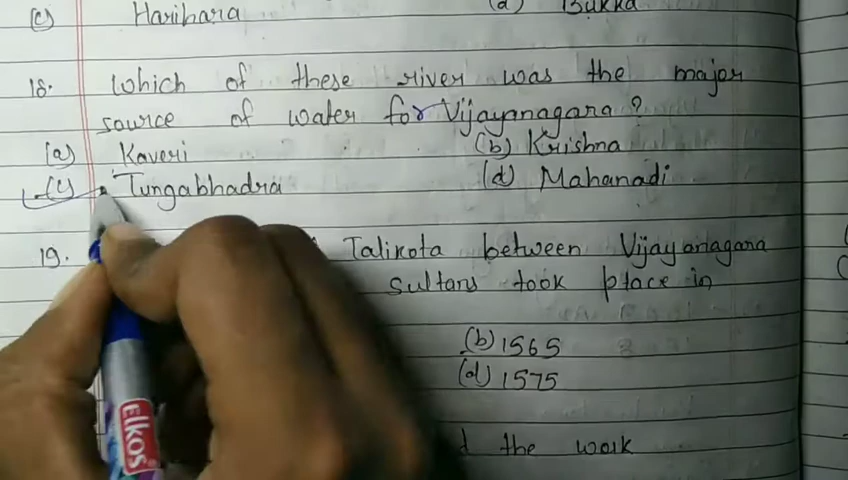 (c) Harihara (d) Bukka
18. Which of these river was the major
source of water for Vijayanagara?
(a) Kaveri (b) Krishna
(c) Tungabhadra (d) Mahanadi
19. Talikota between Vijayanagara
sultans took place in
(b) 1565
(d) 1575
the work
elkos